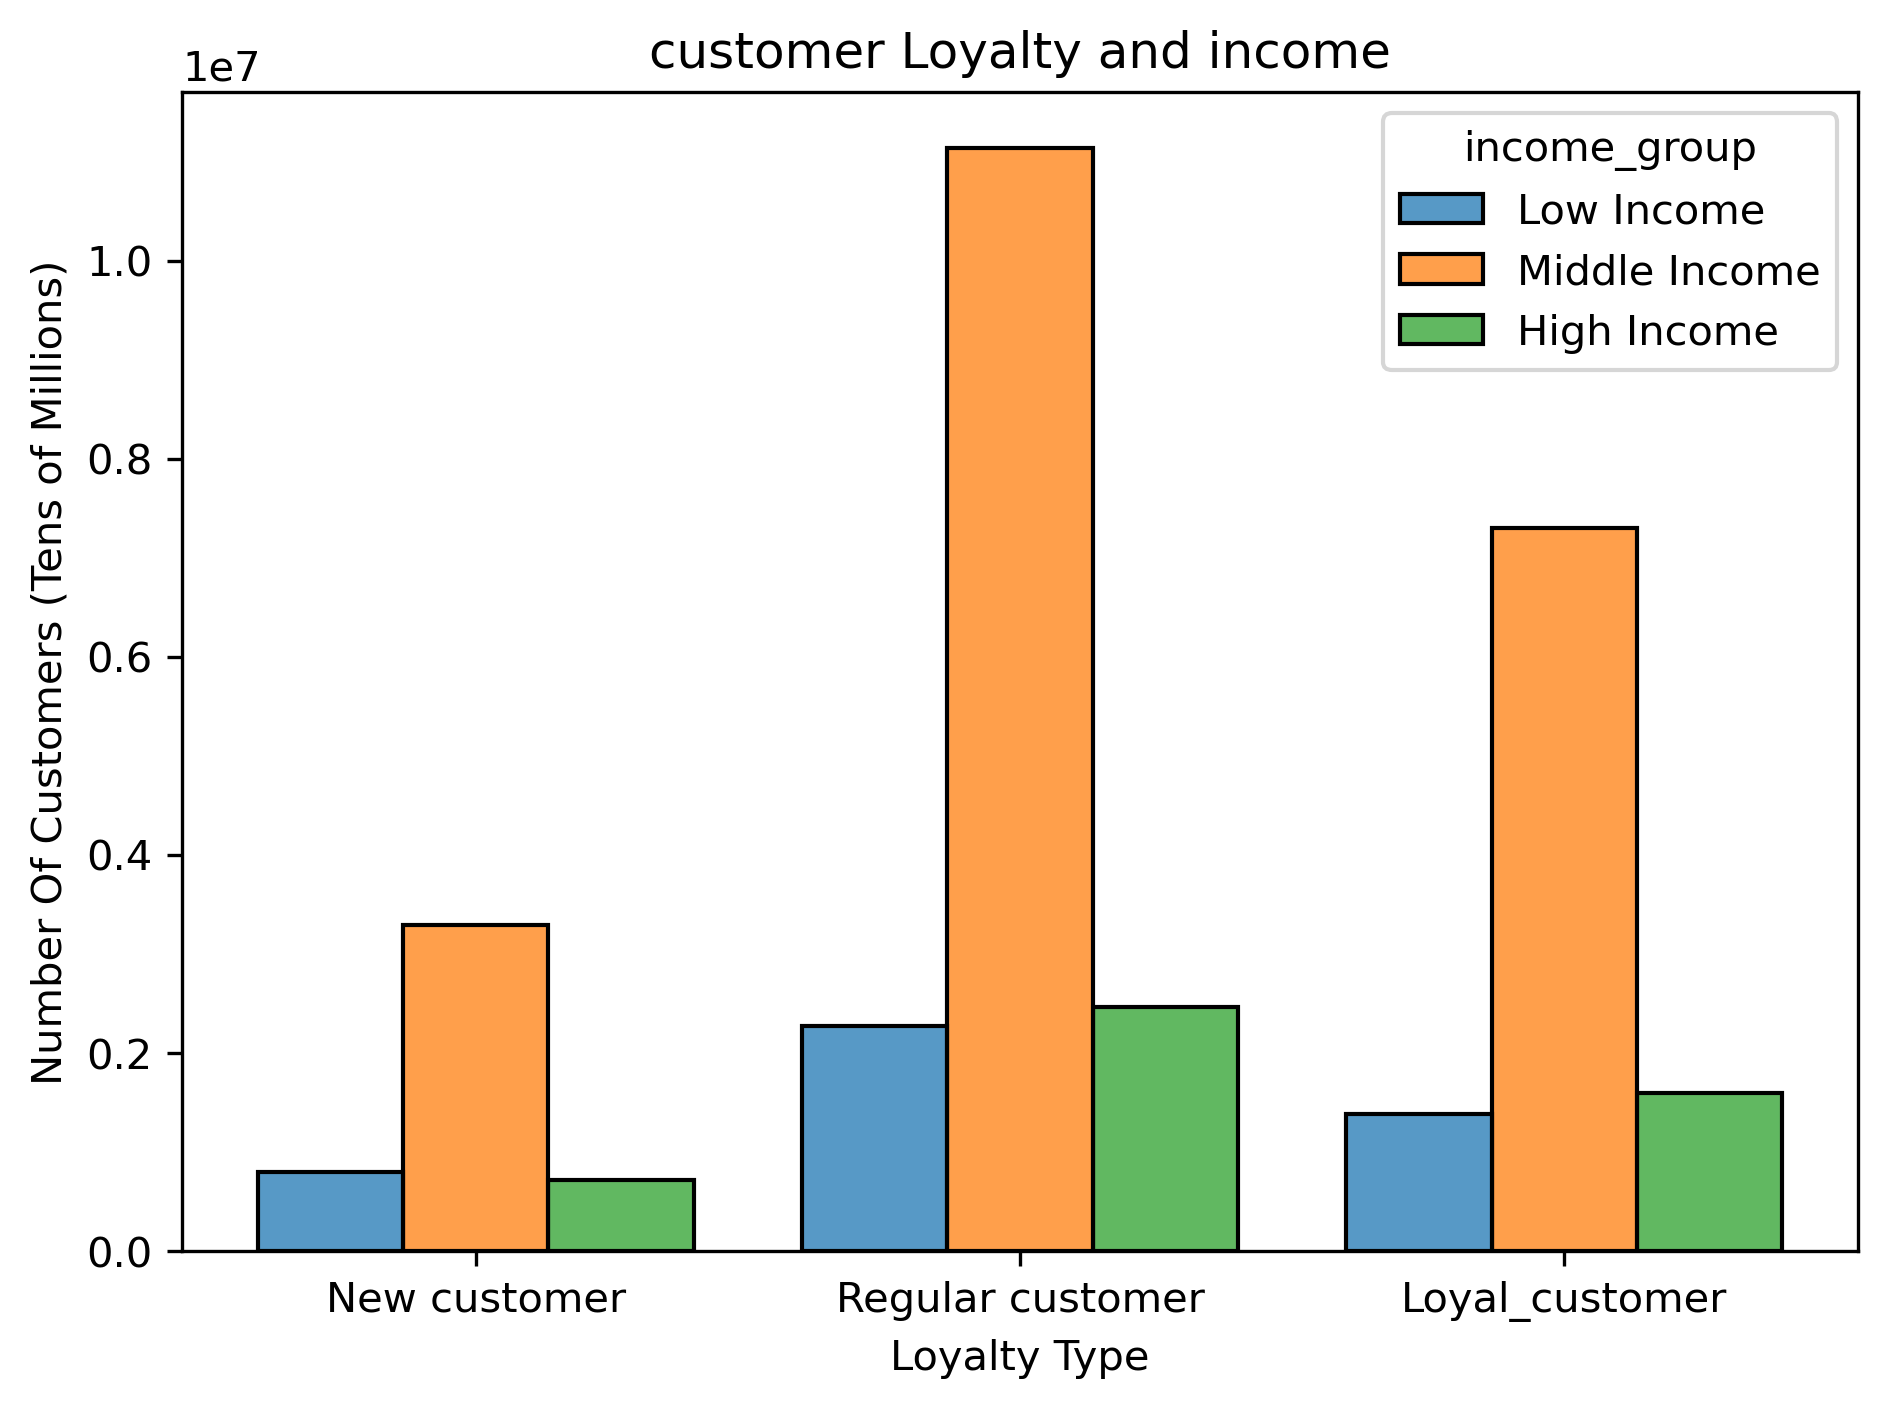 customer Loyalty and income
1e7
income_group
Low Income
Middle Income
High Income
Number Of Customers (Tens of Millions)
1.0
0.8
0.6
0.4
0.2
0.0
New customer
Regular customer
Loyal_customer
Loyalty Type